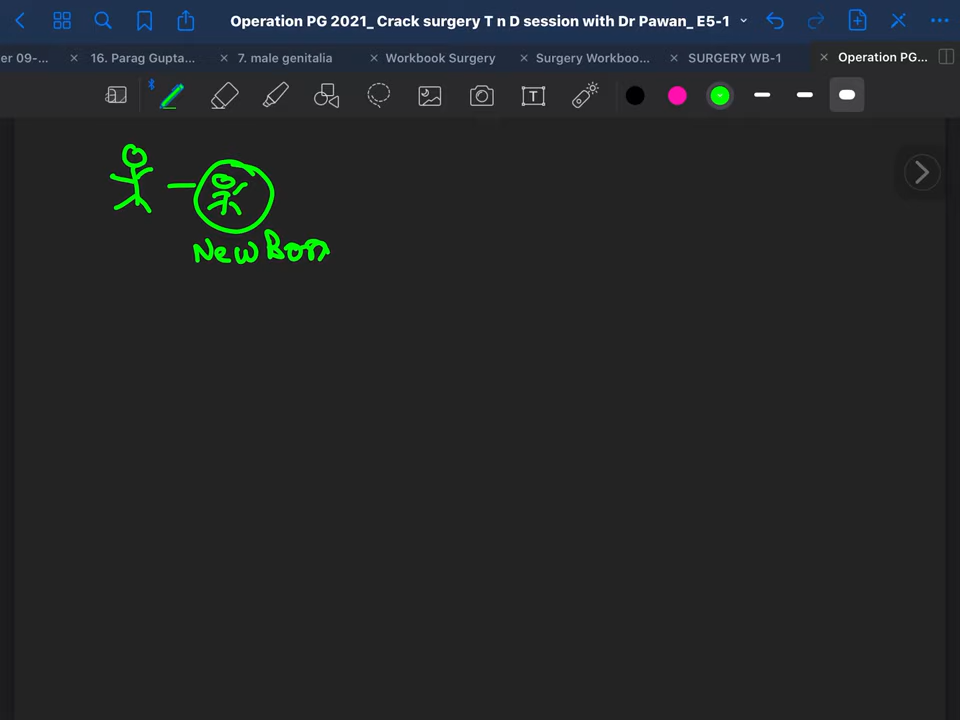 Operation PG 2021_ Crack surgery T n D session with Dr Pawan_ E5-1
er 09-... 16. Parag Gupta... 7. male genitalia Workbook Surgery Surgery Workboo... SURGERY WB-1 Operation PG...
T
New Born